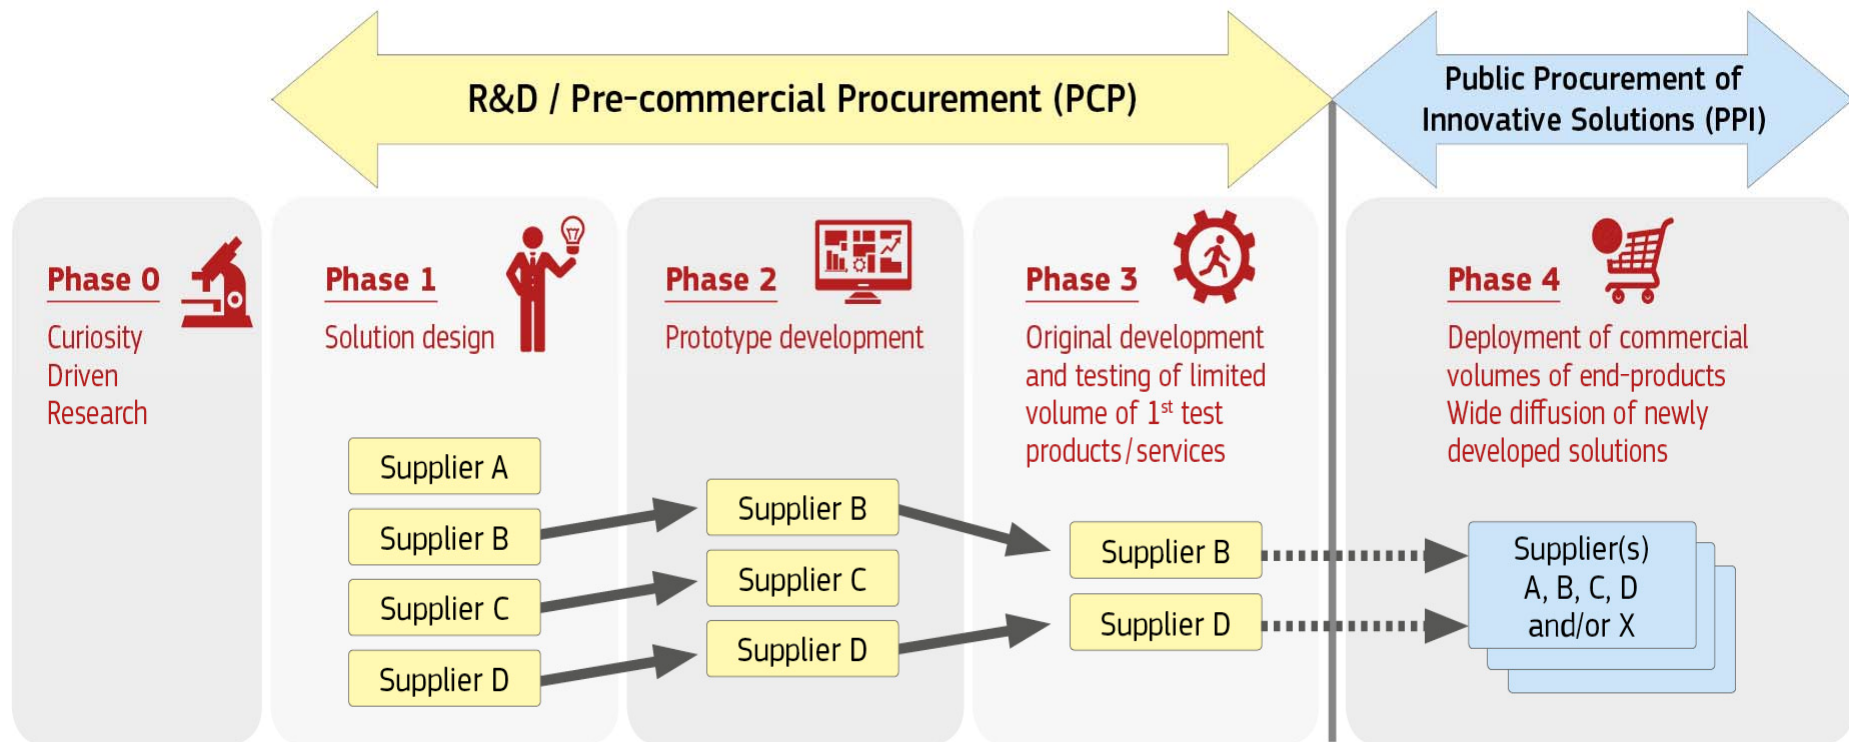 R&D / Pre-commercial Procurement (PCP)
Public Procurement of
Innovative Solutions (PPI)
Phase 0
Curiosity
Driven
Research
Phase 1
Solution design
Supplier A
Supplier B
Supplier C
Supplier D
Phase 2
Prototype development
Supplier B
Supplier C
Supplier D
Phase 3
Original development
and testing of limited
volume of 1st test
products/services
Supplier B
Supplier D
Phase 4
Deployment of commercial
volumes of end-products
Wide diffusion of newly
developed solutions
Supplier(s)
A, B, C, D
and/or X